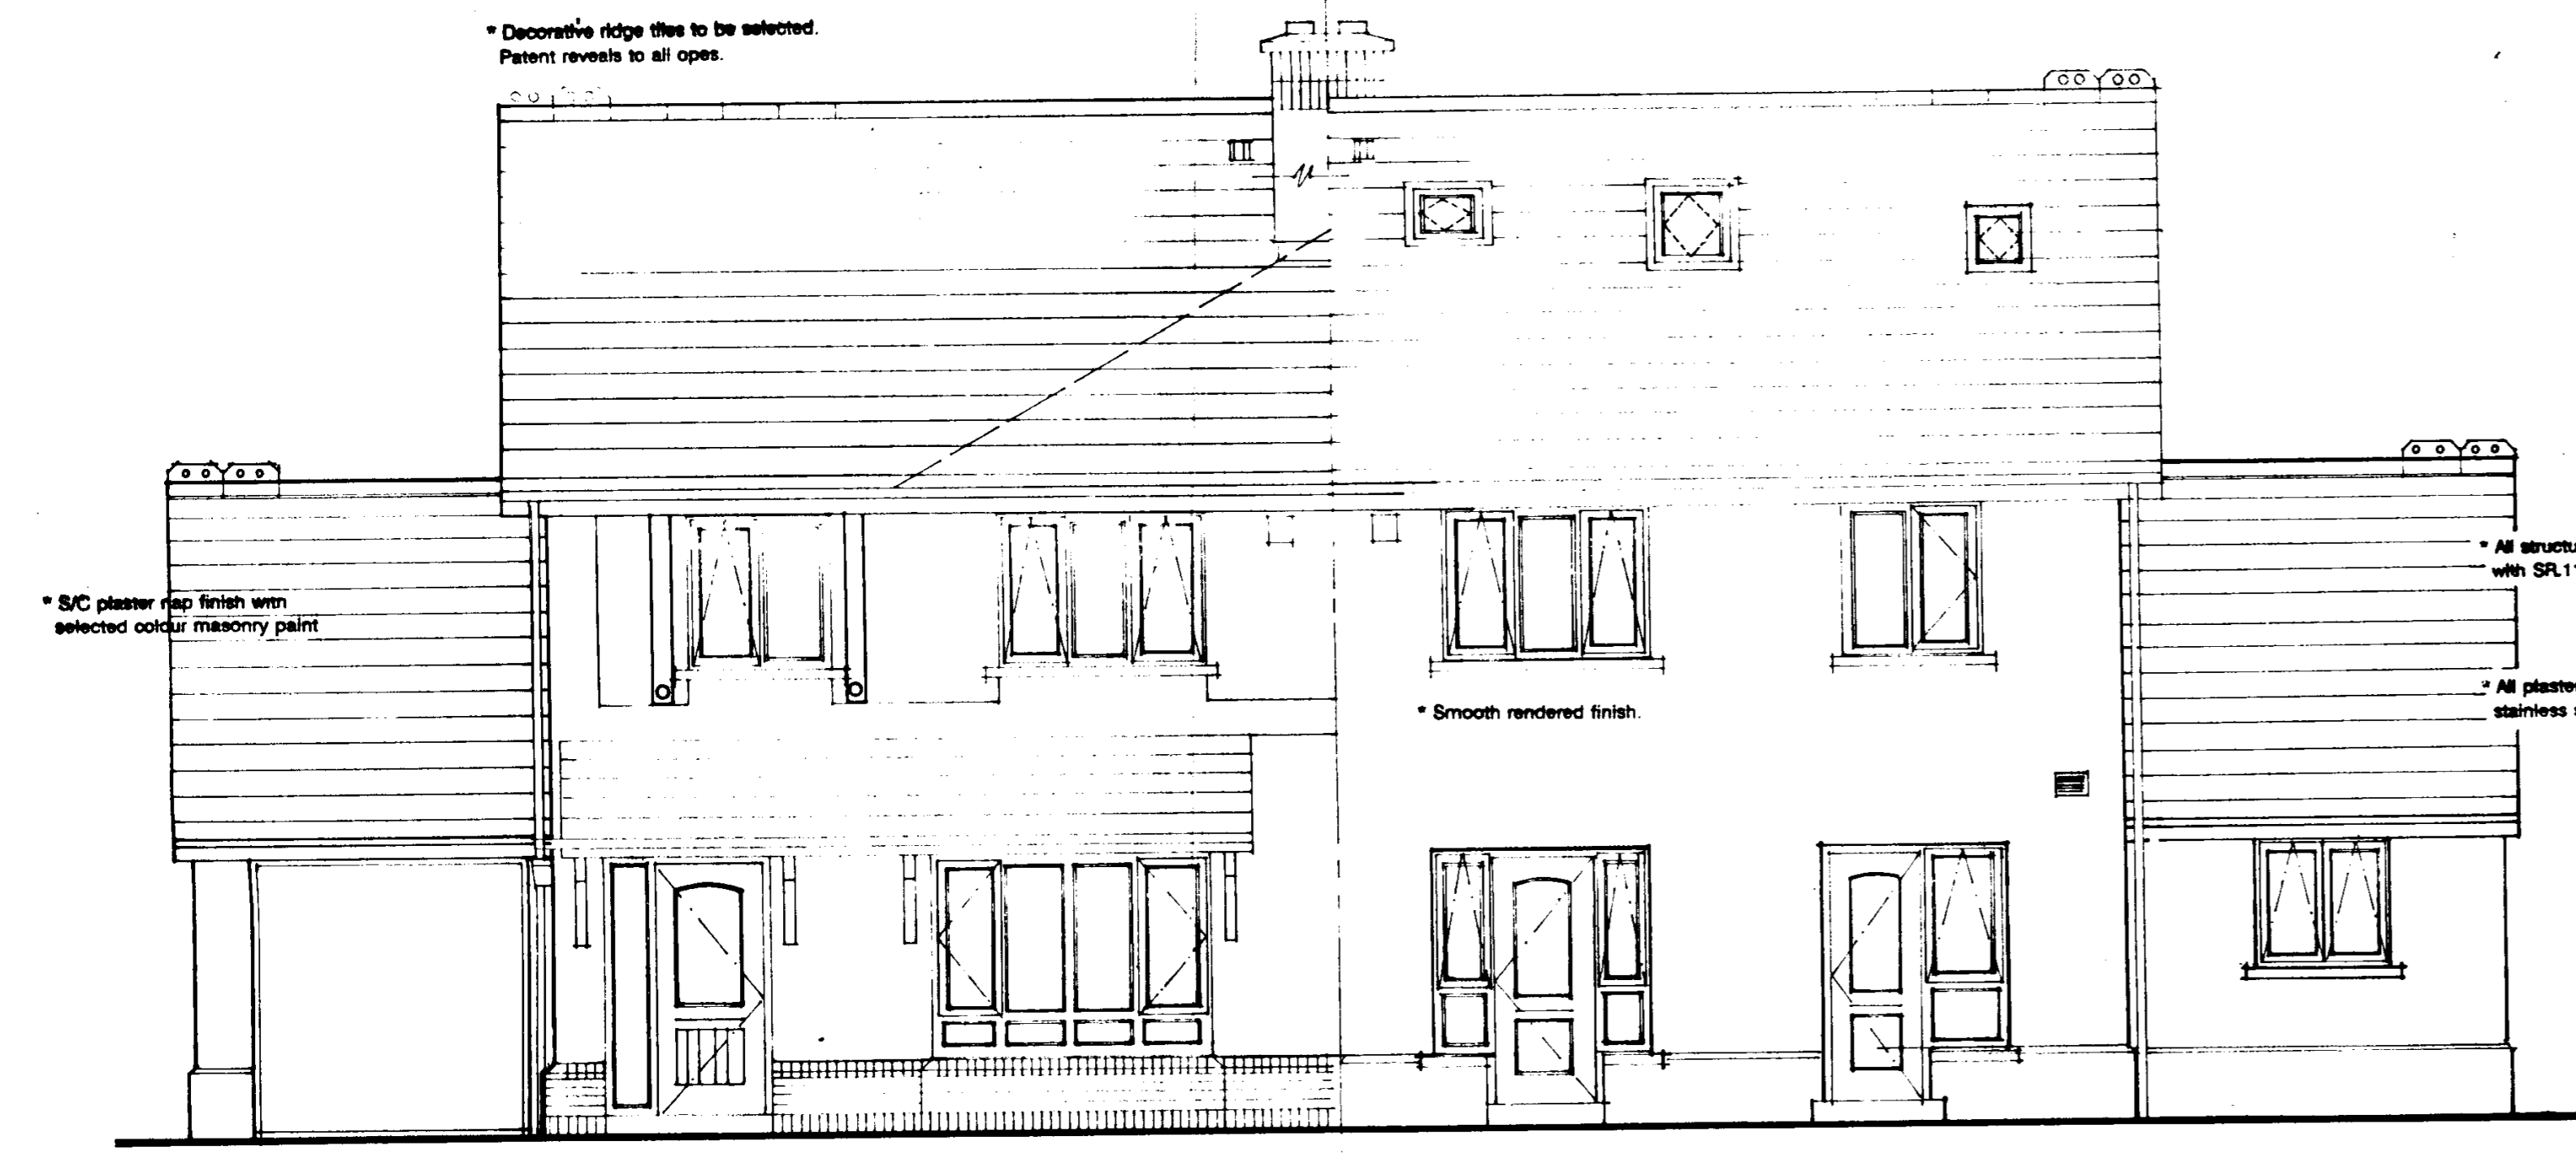 * Decorative ridge tiles to be selected.
Patent reveals to all opes.
* S/C plaster nap finish with
selected colour masonry paint
* Smooth rendered finish.
* All structu
with SR.1
* All plaste
stainless s